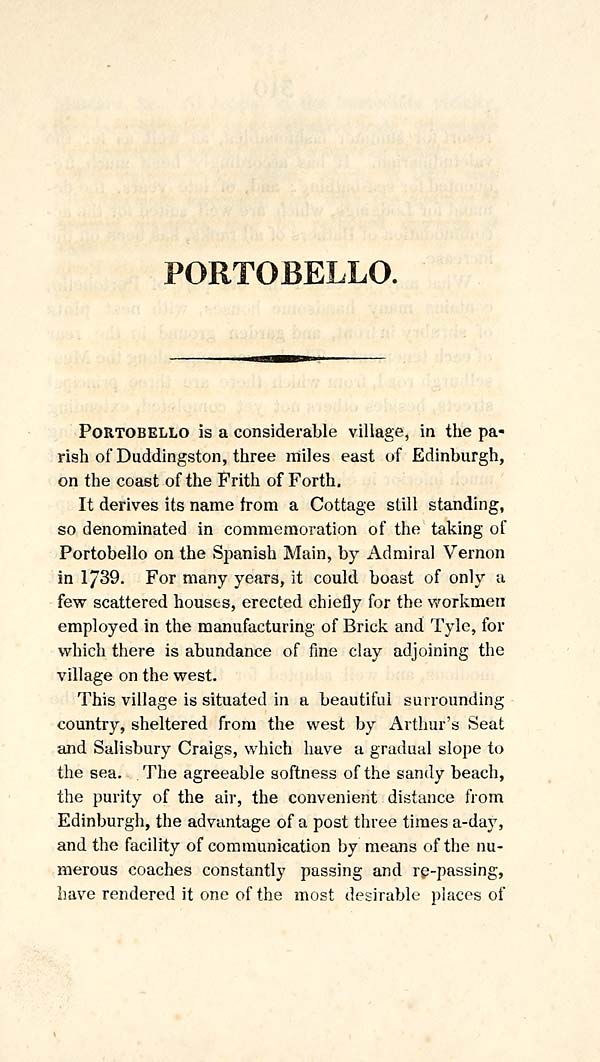 PORTOBELLO.
PORTOBELLO is a considerable village, in the pa-
rish of Duddingston, three miles east of Edinburgh,
on the coast of the Frith of Forth.
It derives its name from a Cottage still standing,
so denominated in commemoration of the taking of
Portobello on the Spanish Main, by Admiral Vernon
in 1739. For many years, it could boast of only a
few scattered houses, erected chiefly for the workmen
employed in the manufacturing of Brick and Tyle, for
which there is abundance of fine clay adjoining the
village on the west.
This village is situated in a beautiful surrounding
country, sheltered from the west by Arthur's Seat
and Salisbury Craigs, which have a gradual slope to
the sea. The agreeable softness of the sandy beach,
the purity of the air, the convenient distance from
Edinburgh, the advantage of a post three times a-day,
and the facility of communication by means of the nu-
merous coaches constantly passing and re-passing,
have rendered it one of the most desirable places of